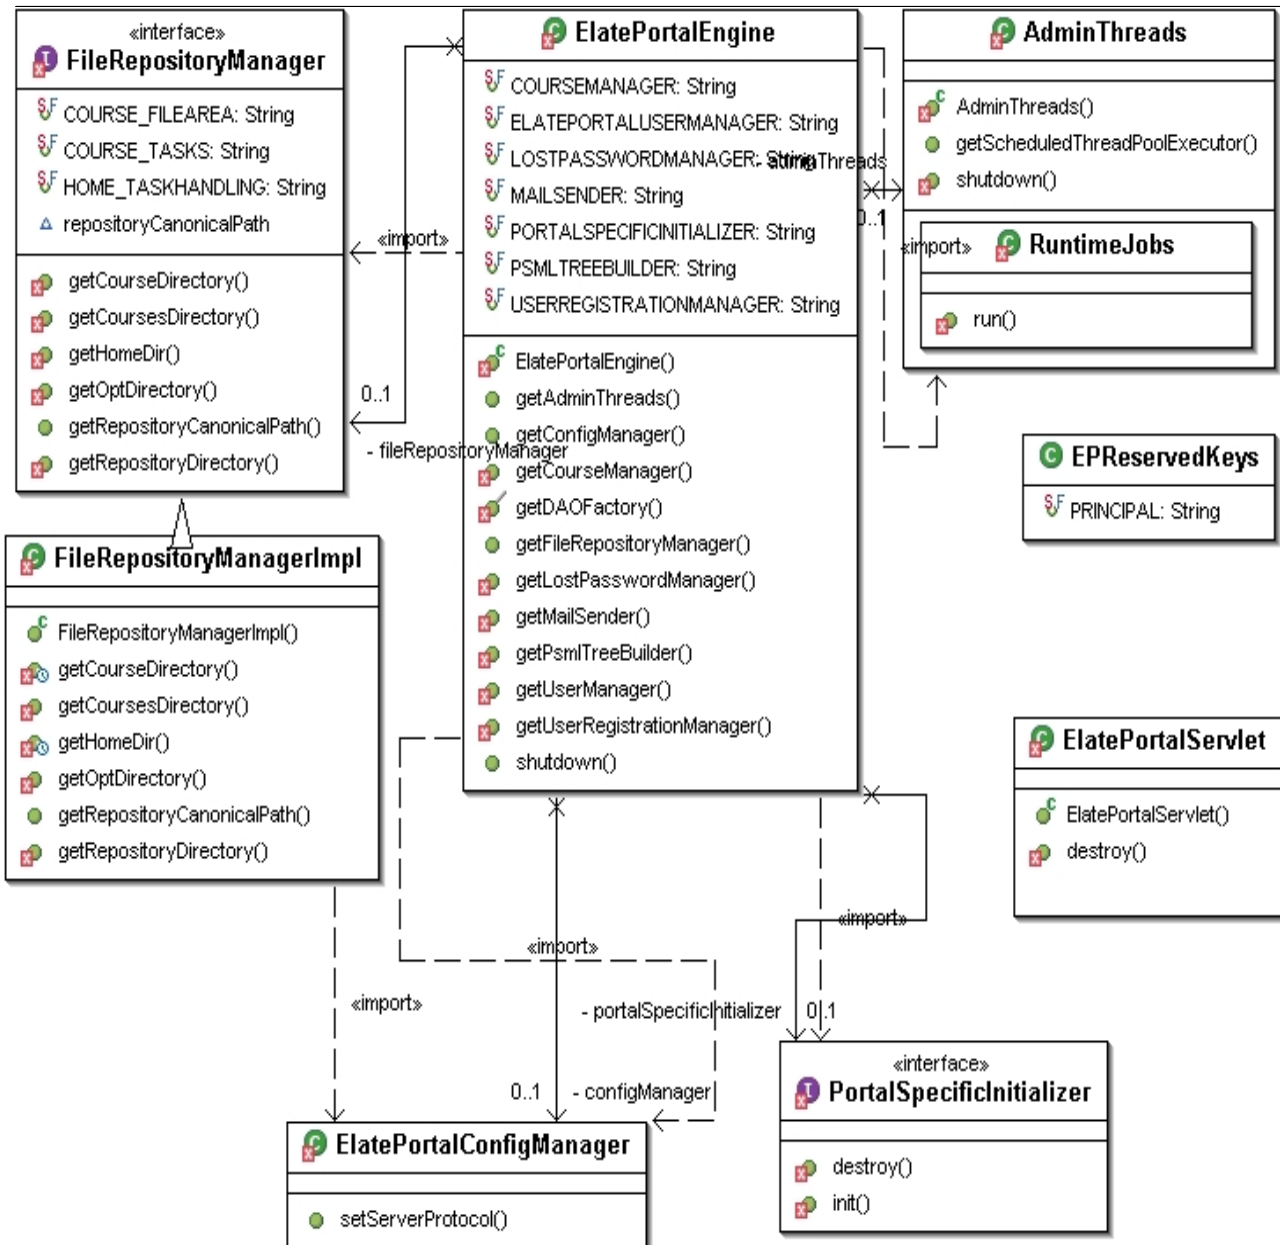 «interface»
FileRepositoryManager
COURSE_FILEAREA: String
COURSE_TASKS: String
HOME_TASKHANDLING: String
repositoryCanonicalPath
getCourseDirectory()
getCoursesDirectory()
getHomeDir()
getOptDirectory()
getRepositoryCanonicalPath()
getRepositoryDirectory()
FileRepositoryManagerImpl
FileRepositoryManagerImpl()
getCourseDirectory()
getCoursesDirectory()
getHomeDir()
getOptDirectory()
getRepositoryCanonicalPath()
getRepositoryDirectory()
«import»
0..1
- fileRepositoryManager
ElatePortalEngine
COURSEMANAGER: String
ELATEPORTALUSERMANAGER: String
LOSTPASSWORDMANAGER: String
MAILSENDER: String
PORTALSPECIFICINITIALIZER: String
PSMLTREEBUILDER: String
USERREGISTRATIONMANAGER: String
ElatePortalEngine()
getAdminThreads()
getConfigManager()
getCourseManager()
getDAOFactory()
getFileRepositoryManager()
getLostPasswordManager()
getMailSender()
getPsmlTreeBuilder()
getUserManager()
getUserRegistrationManager()
shutdown()
- adminThreads
0..1
«import»
AdminThreads
AdminThreads()
getScheduledThreadPoolExecutor()
shutdown()
RuntimeJobs
run()
EPReservedKeys
PRINCIPAL: String
ElatePortalServlet
ElatePortalServlet()
destroy()
«import»
«import»
«import»
- portalSpecificInitializer
0..1
0..1
- configManager
ElatePortalConfigManager
setServerProtocol()
«interface»
PortalSpecificInitializer
destroy()
init()